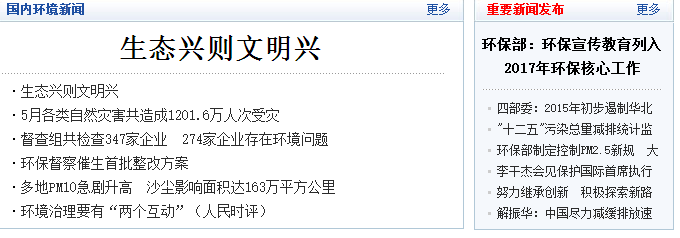 国内环境新闻 更多
生态兴则文明兴
·生态兴则文明兴
·5月各类自然灾害共造成1201.6万人次受灾
·督查组共检查347家企业 274家企业存在环境问题
·环保督察催生首批整改方案
·多地PM10急剧升高 沙尘影响面积达163万平方公里
·环境治理要有“两个互动”（人民时评）
重要新闻发布 更多
环保部：环保宣传教育列入
2017年环保核心工作
四部委：2015年初步遏制华北
"十二五"污染总量减排统计监
环保部制定控制PM2.5新规 大
李干杰会见保护国际首席执行
努力继承创新 积极探索新路
解振华：中国尽力减缓排放速